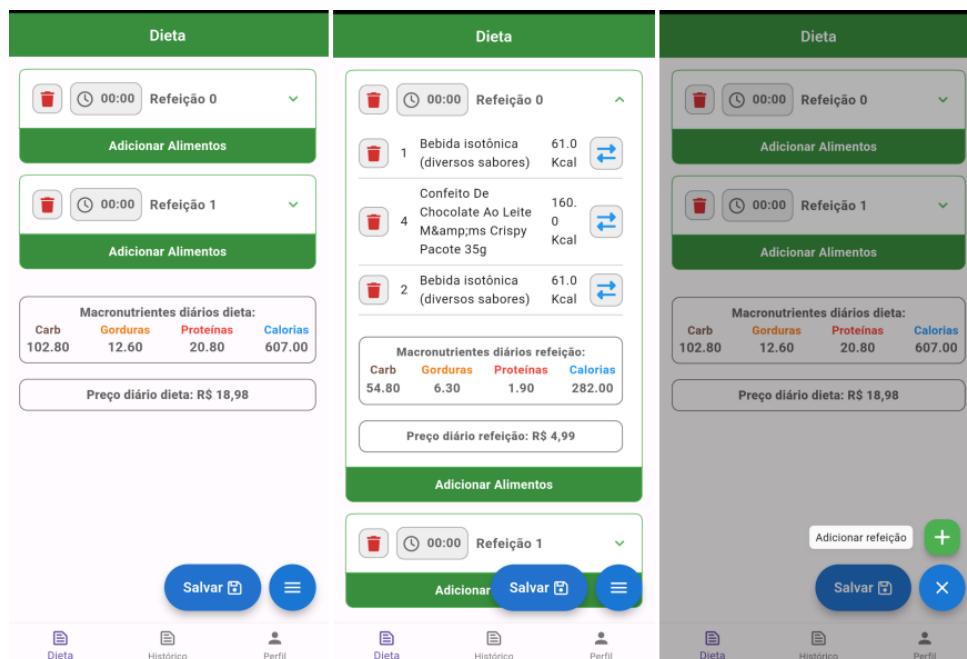 Dieta
00:00 Refeição 0
Adicionar Alimentos
00:00 Refeição 1
Adicionar Alimentos
Macronutrientes diários dieta:
Carb Gorduras Proteínas Calorias
102.80 12.60 20.80 607.00
Preço diário dieta: R$ 18,98
Salvar
Dieta Histórico Perfil
Dieta
00:00 Refeição 0
1 Bebida isotônica 61.0
(diversos sabores) Kcal
Confeito De
Chocolate Ao Leite 160.
4 M&amp;ms Crispy 0
Pacote 35g Kcal
2 Bebida isotônica 61.0
(diversos sabores) Kcal
Macronutrientes diários refeição:
Carb Gorduras Proteínas Calorias
54.80 6.30 1.90 282.00
Preço diário refeição: R$ 4,99
Adicionar Alimentos
00:00 Refeição 1
Adicionar
Salvar
Dieta Histórico Perfil
Dieta
00:00 Refeição 0
Adicionar Alimentos
00:00 Refeição 1
Adicionar Alimentos
Macronutrientes diários dieta:
Carb Gorduras Proteínas Calorias
102.80 12.60 20.80 607.00
Preço diário dieta: R$ 18,98
Adicionar refeição
Salvar
Dieta Histórico Perfil